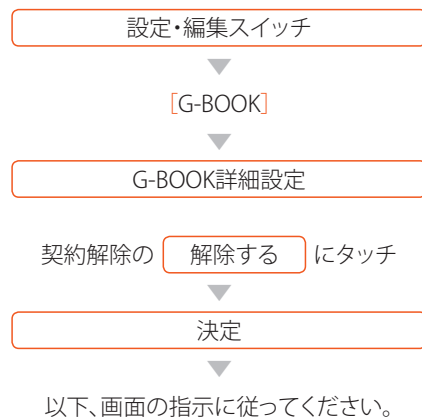 設定・編集スイッチ
[G-BOOK]
G-BOOK詳細設定
契約解除の 解除する にタッチ
決定
以下、画面の指示に従ってください。